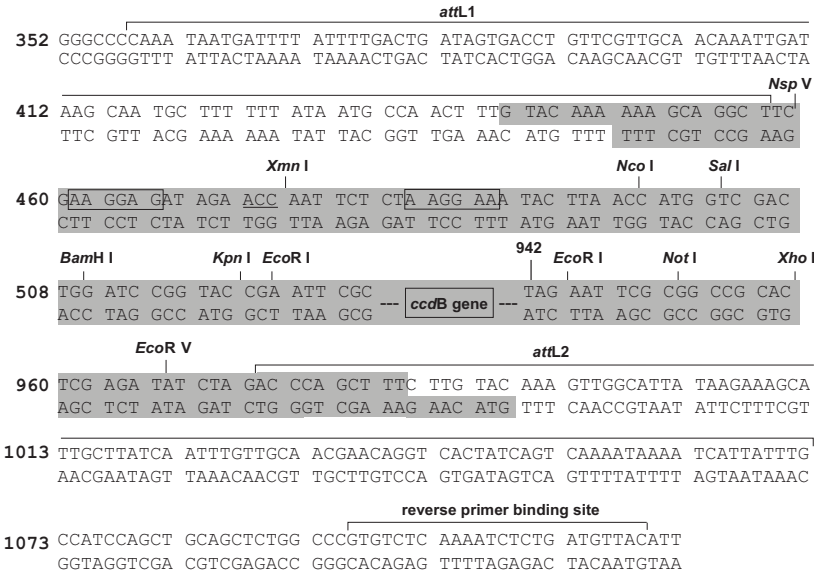 attL1
352 GGGCCCCAAA TAATGATTTT ATTTTGACTG ATAGTGACCT GTTCGTTGCA ACAAATTGAT
CCCGGGGTTT ATTACTAAAA TAAAACTGAC TATCACTGGA CAAGCAACGT TGTTTAACTA
Nsp V
412 AAG CAA TGC TTT TTT ATA ATG CCA ACT TTG TAC AAA AAA GCA GGC TTC
TTC GTT ACG AAA AAA TAT TAC GGT TGA AAC ATG TTT TTT CGT CCG AAG
Xmn I Nco I Sal I
460 GAA GGA GAT AGA ACC AAT TCT CTA AGG AAA TAC TTA ACC ATG GTC GAC
CTT CCT CTA TCT TGG TTA AGA GAT TCC TTT ATG AAT TGG TAC CAG CTG
BamH I Kpn I EcoR I 942 EcoR I Not I Xho I
508 TGG ATC CGG TAC CGA ATT CGC --- ccdB gene --- TAG AAT TCG CGG CCG CAC
ACC TAG GCC ATG GCT TAA GCG ATC TTA AGC GCC GGC GTG
EcoR V attL2
960 TCG AGA TAT CTA GAC CCA GCT TTC TTG TAC AAA GTTGGCATTA TAAGAAAGCA
AGC TCT ATA GAT CTG GGT CGA AAG AAC ATG TTT CAACCGTAAT ATTCTTTCGT
1013 TTGCTTATCA ATTTGTTGCA ACGAACAGGT CACTATCAGT CAAAATAAAA TCATTATTTG
AACGAATAGT TAAACAACGT TGCTTGTCCA GTGATAGTCA GTTTTATTTT AGTAATAAAC
reverse primer binding site
1073 CCATCCAGCT GCAGCTCTGG CCCGTGTCTC AAAATCTCTG ATGTTACATT
GGTAGGTCGA CGTCGAGACC GGGCACAGAG TTTTAGAGAC TACAATGTAA